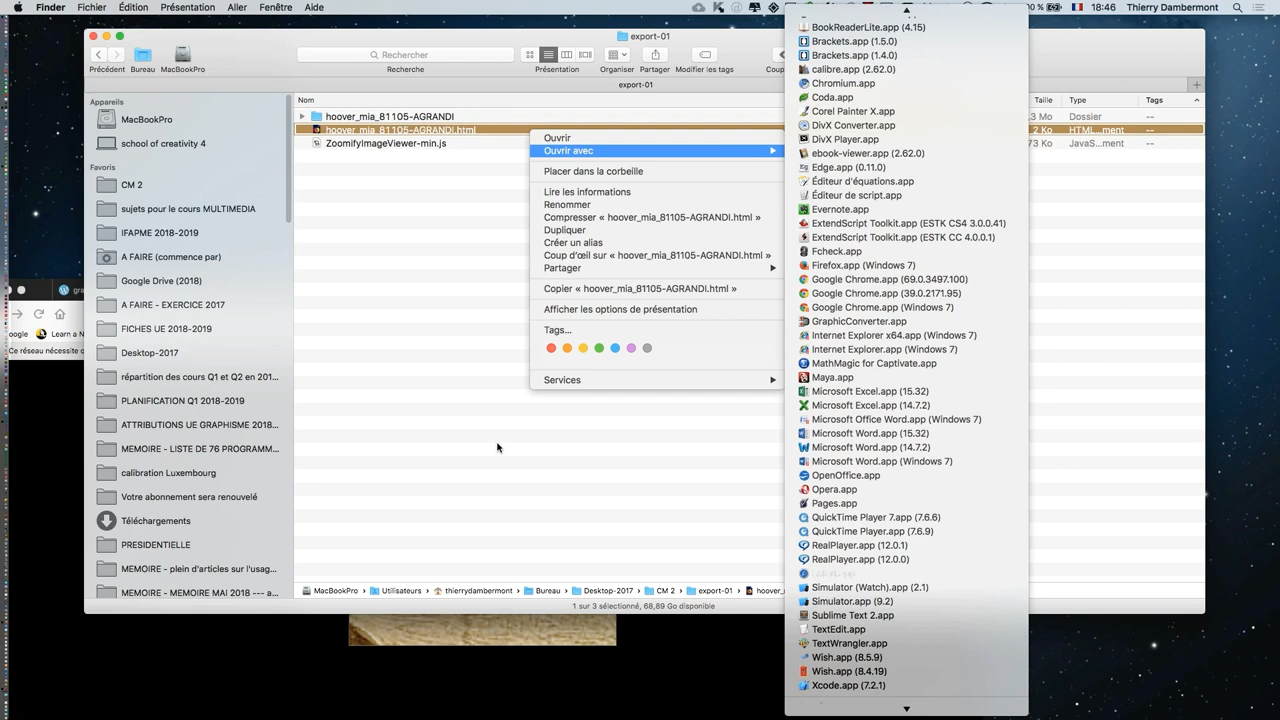 Finder Fichier Édition Présentation Aller Fenêtre Aide 18:46 Thierry Dambermont
export-01
Rechercher
Précédent Bureau MacBookPro Recherche Présentation Organiser Partager Modifier les tags Coup
export-01
Appareils
MacBookPro
school of creativity 4
Favoris
CM 2
sujets pour le cours MULTIMEDIA
IFAPME 2018-2019
A FAIRE (commence par)
Google Drive (2018)
A FAIRE - EXERCICE 2017
FICHES UE 2018-2019
Desktop-2017
répartition des cours Q1 et Q2 en 201...
PLANIFICATION Q1 2018-2019
ATTRIBUTIONS UE GRAPHISME 2018...
MEMOIRE - LISTE DE 76 PROGRAMM...
calibration Luxembourg
Votre abonnement sera renouvelé
Téléchargements
PRESIDENTIELLE
MEMOIRE - plein d'articles sur l'usag...
MEMOIRE - MEMOIRE MAI 2018 --- a...
Nom Taille Type Tags
hoover_mia_81105-AGRANDI Mo Dossier --
hoover_mia_81105-AGRANDI.html 2 Ko HTML...ment --
ZoomifyImageViewer-min.js 73 Ko JavaS...ment --
Ouvrir
Ouvrir avec
Placer dans la corbeille
Lire les informations
Renommer
Compresser « hoover_mia_81105-AGRANDI.html »
Dupliquer
Créer un alias
Coup d'œil sur « hoover_mia_81105-AGRANDI.html »
Partager
Copier « hoover_mia_81105-AGRANDI.html »
Afficher les options de présentation
Tags...
Services
BookReaderLite.app (4.15)
Brackets.app (1.5.0)
Brackets.app (1.4.0)
calibre.app (2.62.0)
Chromium.app
Coda.app
Corel Painter X.app
DivX Converter.app
DivX Player.app
ebook-viewer.app (2.62.0)
Edge.app (0.11.0)
Éditeur d'équations.app
Éditeur de script.app
Evernote.app
ExtendScript Toolkit.app (ESTK CS4 3.0.0.41)
ExtendScript Toolkit.app (ESTK CC 4.0.0.1)
Fcheck.app
Firefox.app (Windows 7)
Google Chrome.app (69.0.3497.100)
Google Chrome.app (39.0.2171.95)
Google Chrome.app (Windows 7)
GraphicConverter.app
Internet Explorer x64.app (Windows 7)
Internet Explorer.app (Windows 7)
MathMagic for Captivate.app
Maya.app
Microsoft Excel.app (15.32)
Microsoft Excel.app (14.7.2)
Microsoft Office Word.app (Windows 7)
Microsoft Word.app (15.32)
Microsoft Word.app (14.7.2)
Microsoft Word.app (Windows 7)
OpenOffice.app
Opera.app
Pages.app
QuickTime Player 7.app (7.6.6)
QuickTime Player.app (7.6.9)
RealPlayer.app (12.0.1)
RealPlayer.app (12.0.0)
Simulator (Watch).app (2.1)
Simulator.app (9.2)
Sublime Text 2.app
TextEdit.app
TextWrangler.app
Wish.app (8.5.9)
Wish.app (8.4.19)
Xcode.app (7.2.1)
oogle Learn a N
Ce réseau nécessite
MacBookPro Utilisateurs thierrydambermont Bureau Desktop-2017 CM 2 export-01 hoover_
1 sur 3 sélectionné, 68,89 Go disponible